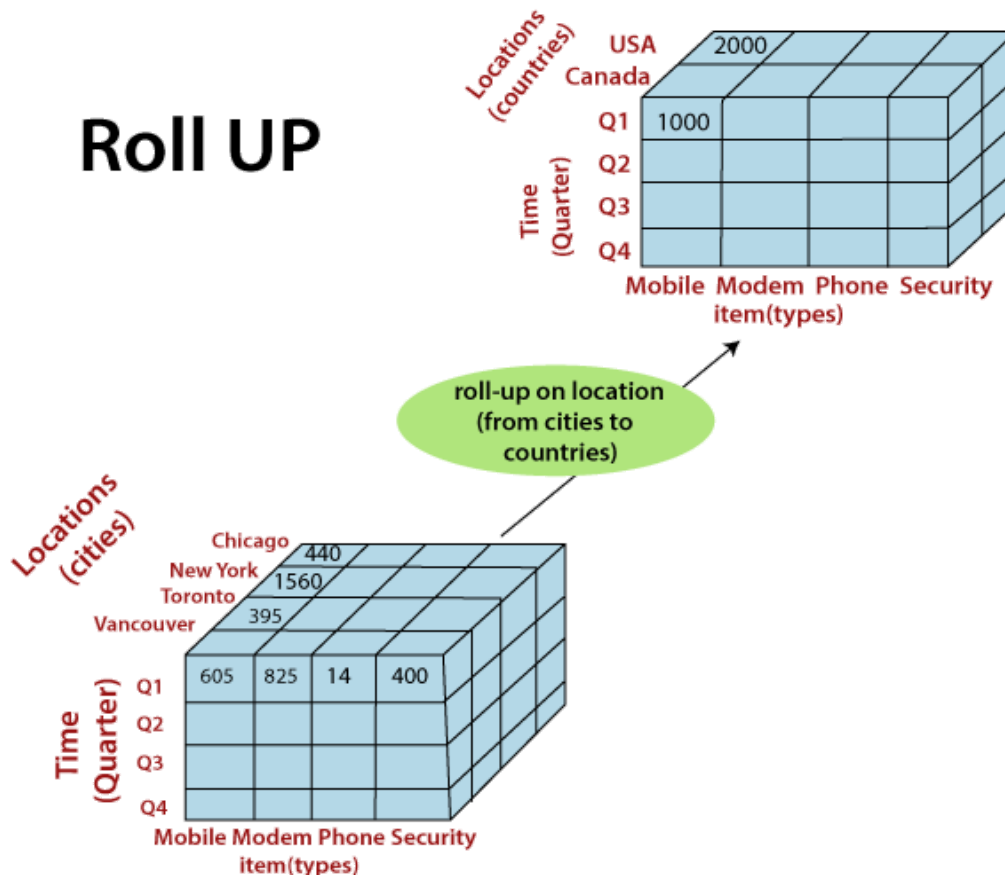 Roll UP
Locations
(countries)
USA
Canada
2000
Time
(Quarter)
Q1
Q2
Q3
Q4
1000
Mobile Modem Phone Security
item(types)
roll-up on location
(from cities to
countries)
Locations
(cities)
Chicago
New York
Toronto
Vancouver
440
1560
395
Time
(Quarter)
Q1
Q2
Q3
Q4
605 825 14 400
Mobile Modem Phone Security
item(types)